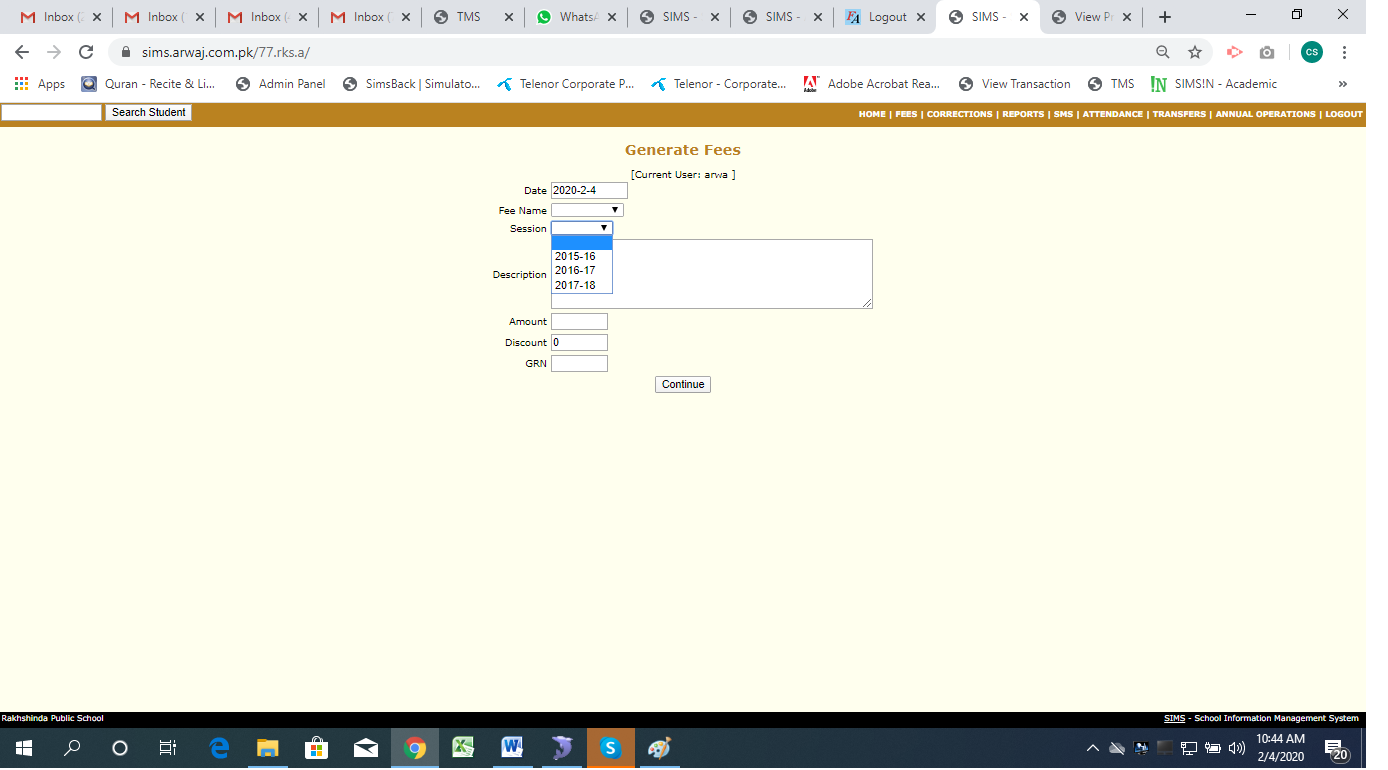 Inbox (
Inbox (
Inbox (
Inbox (
TMS
Whats
SIMS -
SIMS -
Logout
SIMS -
View P
sims.arwaj.com.pk/77.rks.a/
CS
Apps
Quran - Recite & Li...
Admin Panel
SimsBack | Simulato...
Telenor Corporate P...
Telenor - Corporate...
Adobe Acrobat Rea...
View Transaction
TMS
SIMS!N - Academic
»
Search Student
HOME | FEES | CORRECTIONS | REPORTS | SMS | ATTENDANCE | TRANSFERS | ANNUAL OPERATIONS | LOGOUT
Generate Fees
[Current User: arwa ]
Date 2020-2-4
Fee Name
Session
2015-16
2016-17
2017-18
Description
Amount
Discount 0
GRN
Continue
Rakhshinda Public School
SIMS - School Information Management System
10:44 AM
2/4/2020
20